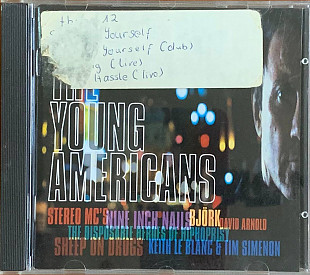 12
Yourself
Yourself (dub)
(live)
Hassle (live)
THE
YOUNG
AMERICANS
STEREO MC'S NINE INCH NAILS BJÖRK DAVID ARNOLD
THE DISPOSABLE HEROES OF HIPHOPRISY
SHEEP ON DRUGS KEITH LE BLANC & TIM SIMENON